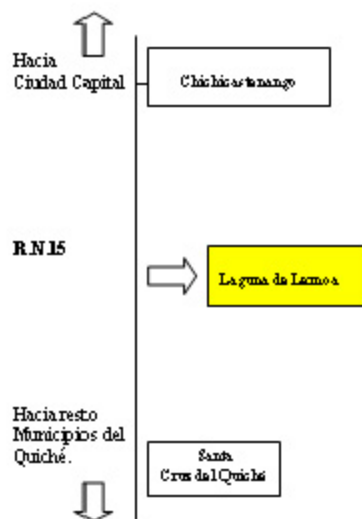 Hacia
Ciudad Capital
Chichicastenango
R.N.15
Laguna de Lemoa
Hacia resto
Municipios del
Quiché.
Santa
Cruz del Quiché